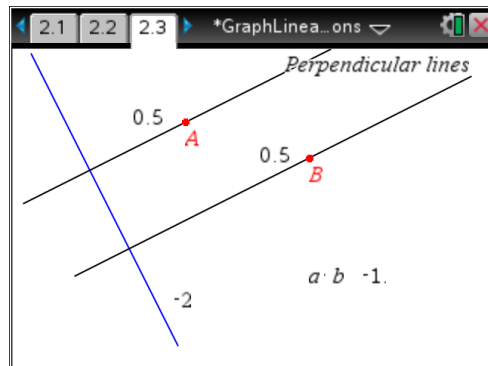 2.1 2.2 2.3 *GraphLinea...ons
Perpendicular lines
0.5
A
0.5
B
a· b -1.
-2